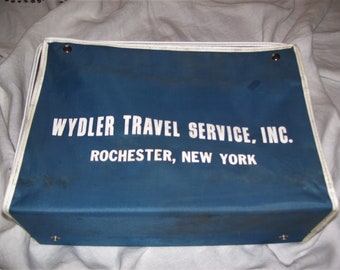 WYDLER TRAVEL SERVICE, INC.
ROCHESTER, NEW YORK